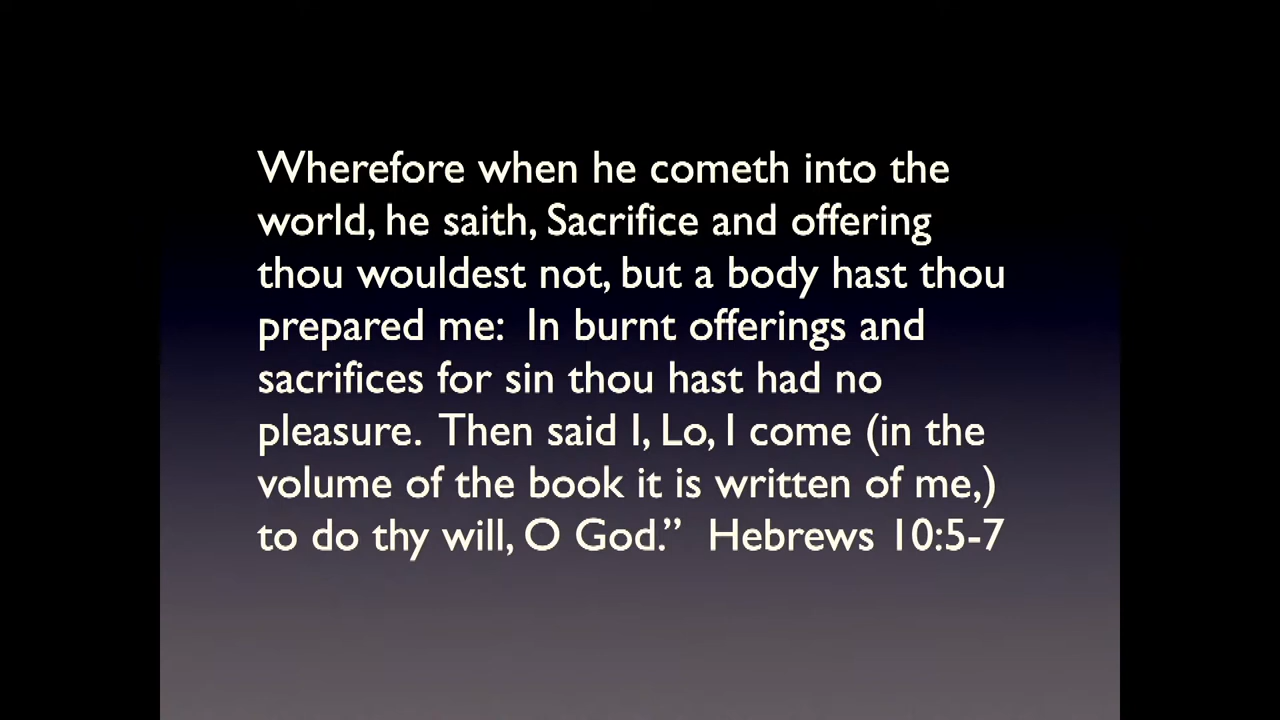 Wherefore when he cometh into the
world, he saith, Sacrifice and offering
thou wouldest not, but a body hast thou
prepared me:  In burnt offerings and
sacrifices for sin thou hast had no
pleasure.  Then said I, Lo, I come (in the
volume of the book it is written of me,)
to do thy will, O God.”  Hebrews 10:5-7